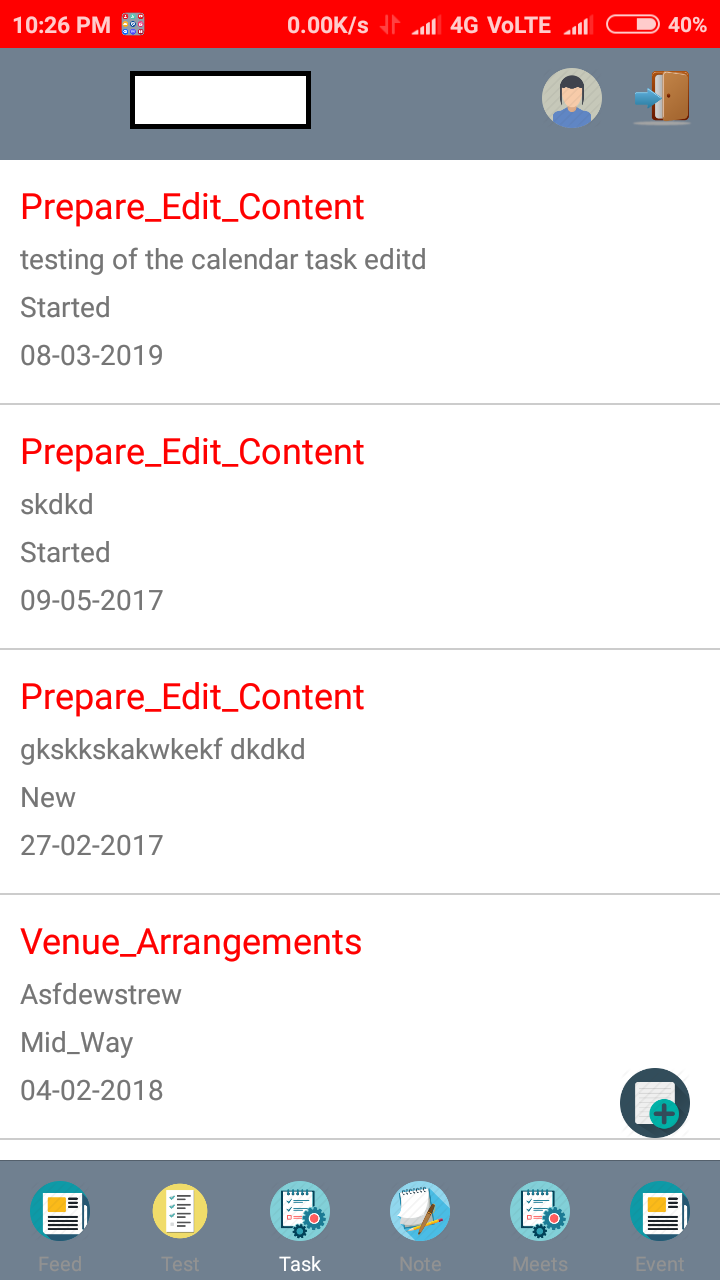 10:26 PM 0.00K/s 4G VoLTE 40%
Prepare_Edit_Content
testing of the calendar task editd
Started
08-03-2019
Prepare_Edit_Content
skdkd
Started
09-05-2017
Prepare_Edit_Content
gkskkskakwkekf dkdkd
New
27-02-2017
Venue_Arrangements
Asfdewstrew
Mid_Way
04-02-2018
Feed Test Task Note Meets Event